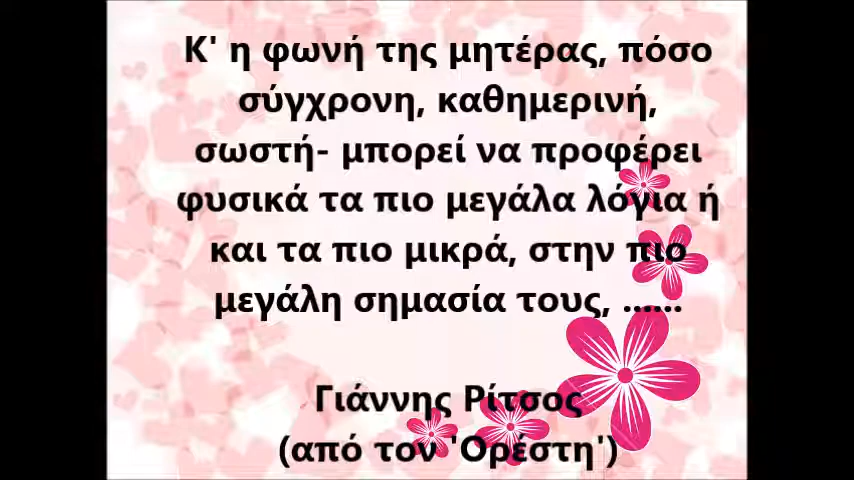 Κ' η φωνή της μητέρας, πόσο
σύγχρονη, καθημερινή,
σωστή- μπορεί να προφέρει
φυσικά τα πιο μεγάλα λόγια ή
και τα πιο μικρά, στην πιο
μεγάλη σημασία τους, ......
Γιάννης Ρίτσος
(από τον 'Ορέστη')